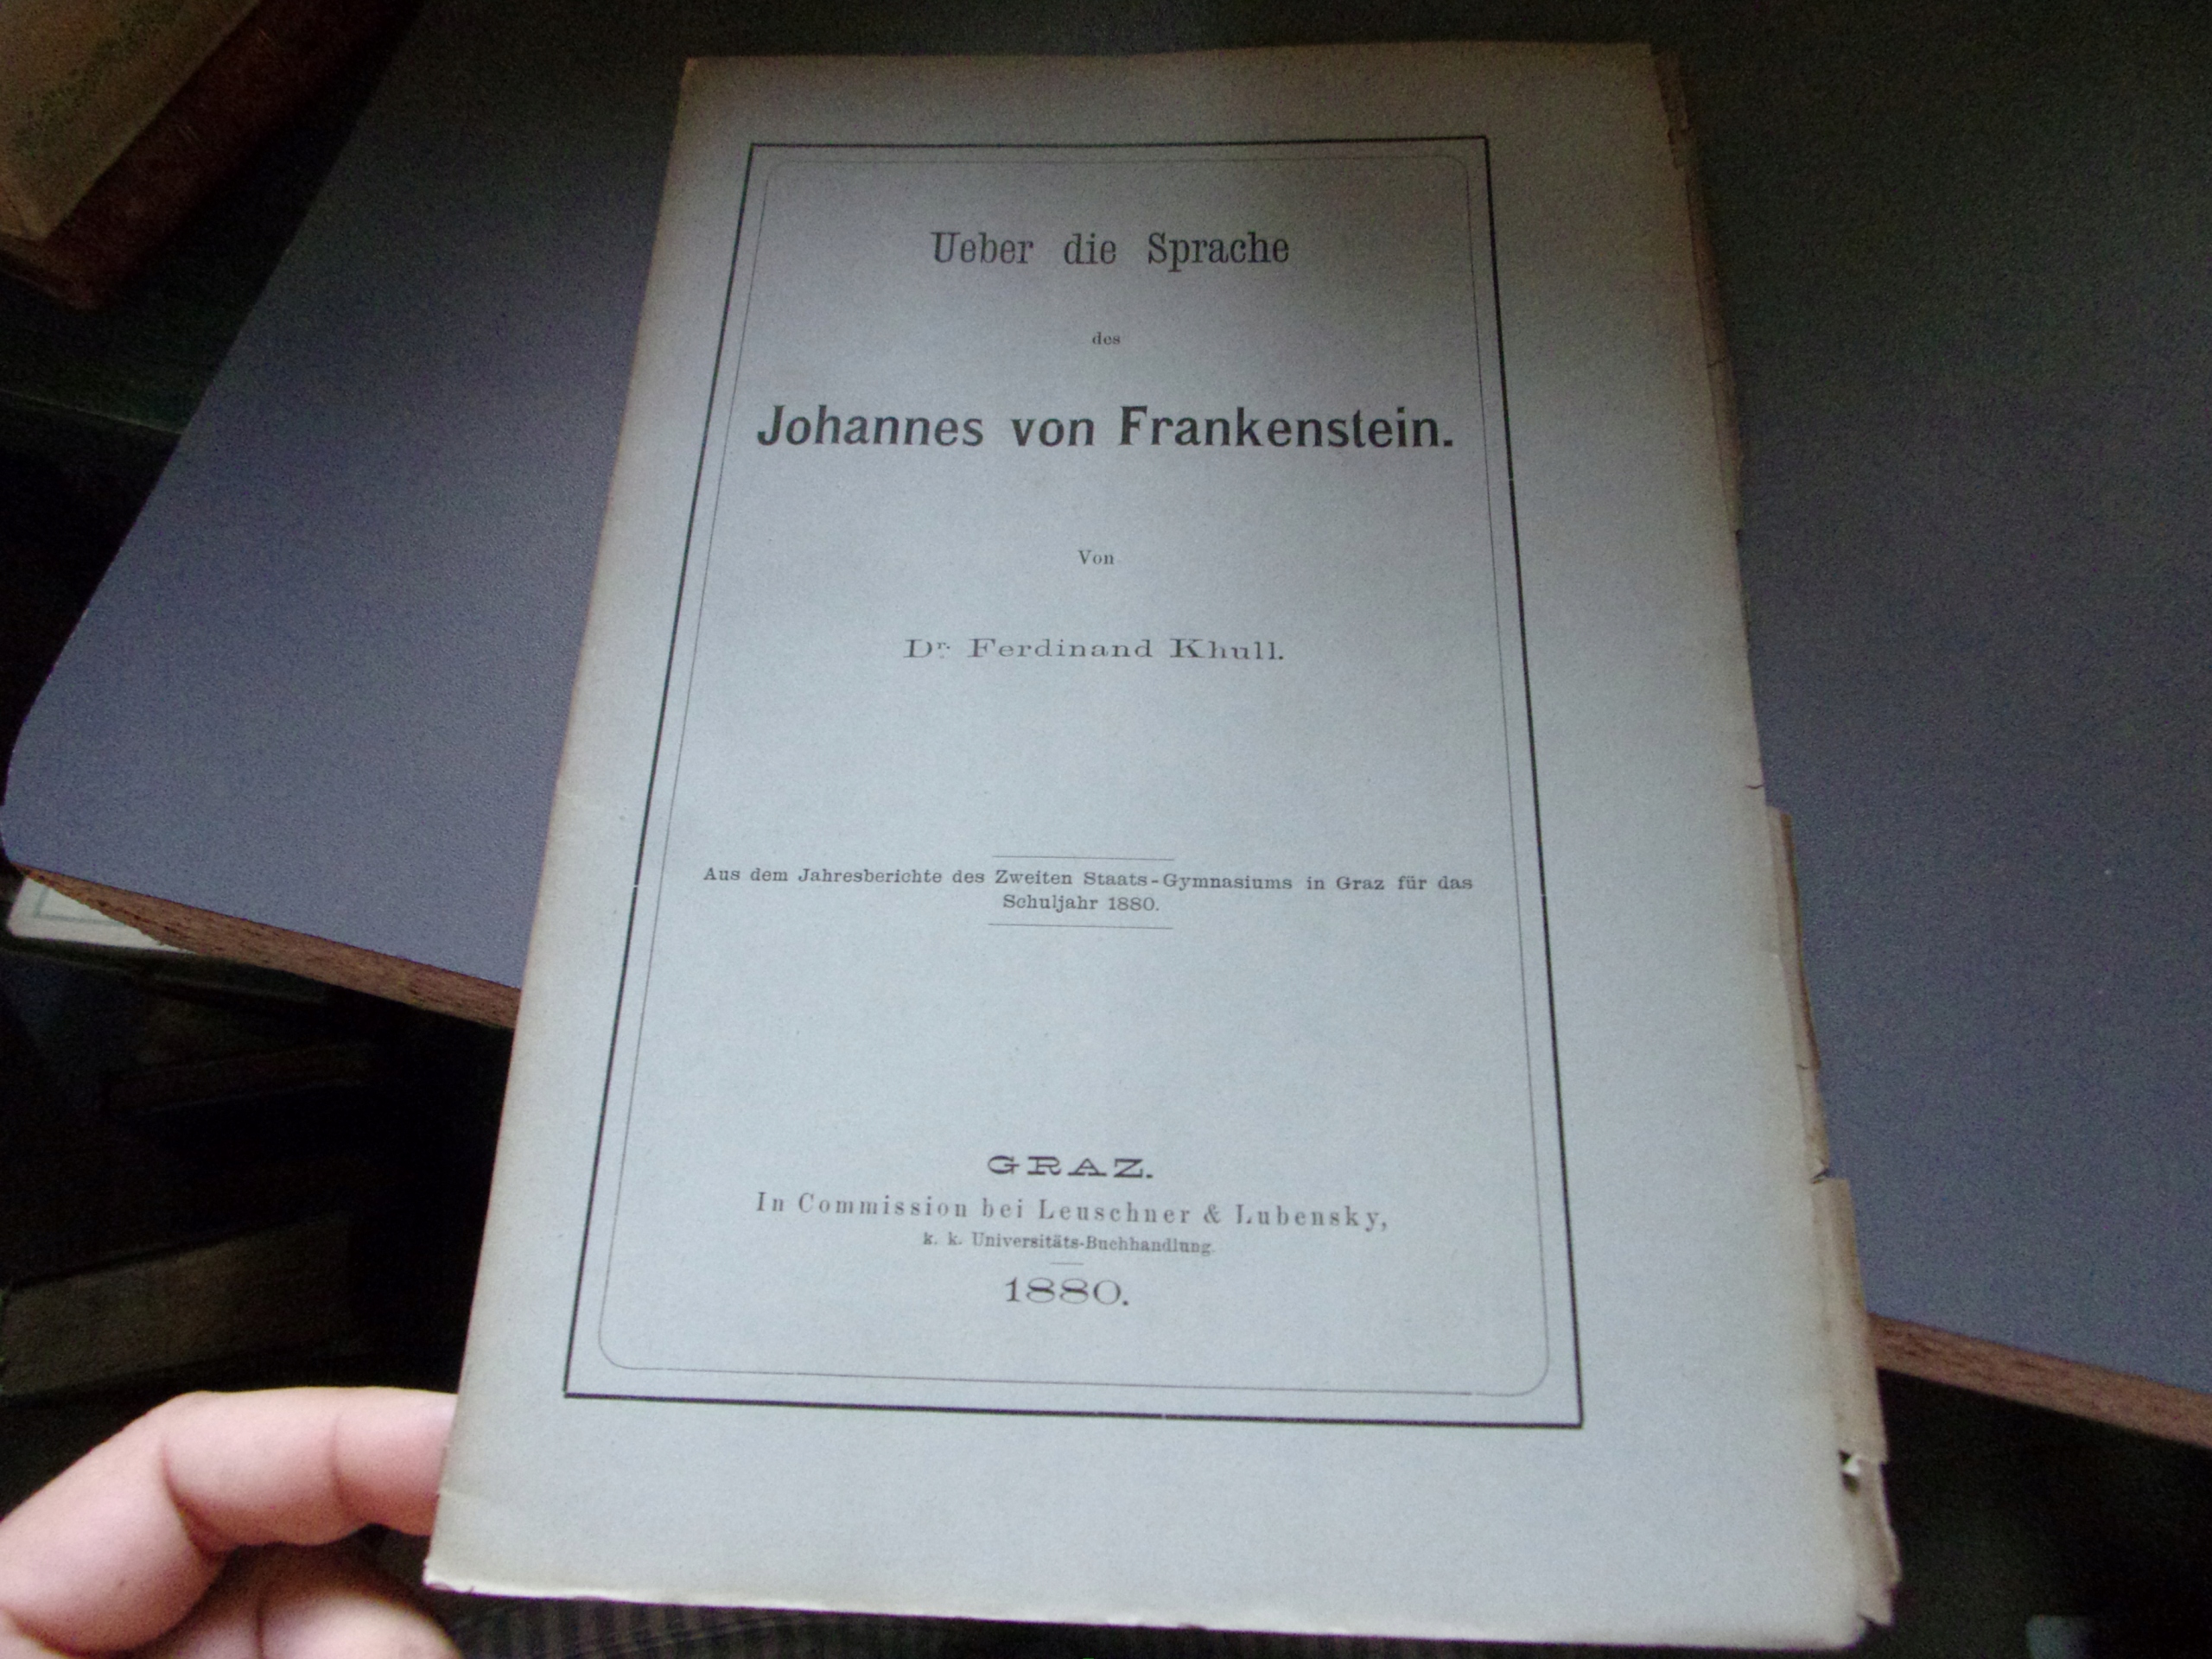 Ueber die Sprache
des
Johannes von Frankenstein.
Von
Dr. Ferdinand Khull.
Aus dem Jahresberichte des Zweiten Staats-Gymnasiums in Graz für das
Schuljahr 1880.
GRAZ.
In Commission bei Leuschner & Lubensky,
k. k. Universitäts-Buchhandlung.
1880.